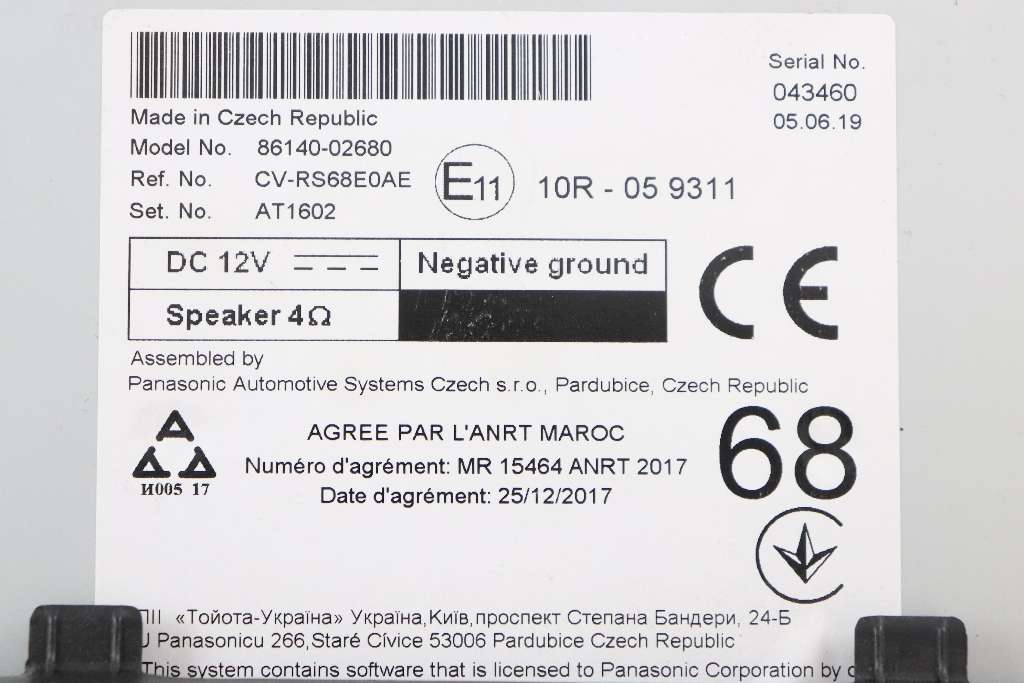 Serial No.
043460
05.06.19
Made in Czech Republic
Model No. 86140-02680
Ref. No. CV-RS68E0AE
Set. No. AT1602
E11 10R - 05 9311
DC 12V
Negative ground
Speaker 4Ω
CE
Assembled by
Panasonic Automotive Systems Czech s.r.o., Pardubice, Czech Republic
AGREE PAR L'ANRT MAROC
Numéro d'agrément: MR 15464 ANRT 2017
Date d'agrément: 25/12/2017
И005 17
68
«Тойота-Україна» Україна,Київ,проспект Степана Бандери, 24-Б
Panasonicu 266,Staré Cívice 53006 Pardubice Czech Republic
This system contains software that is licensed to Panasonic Corporation by